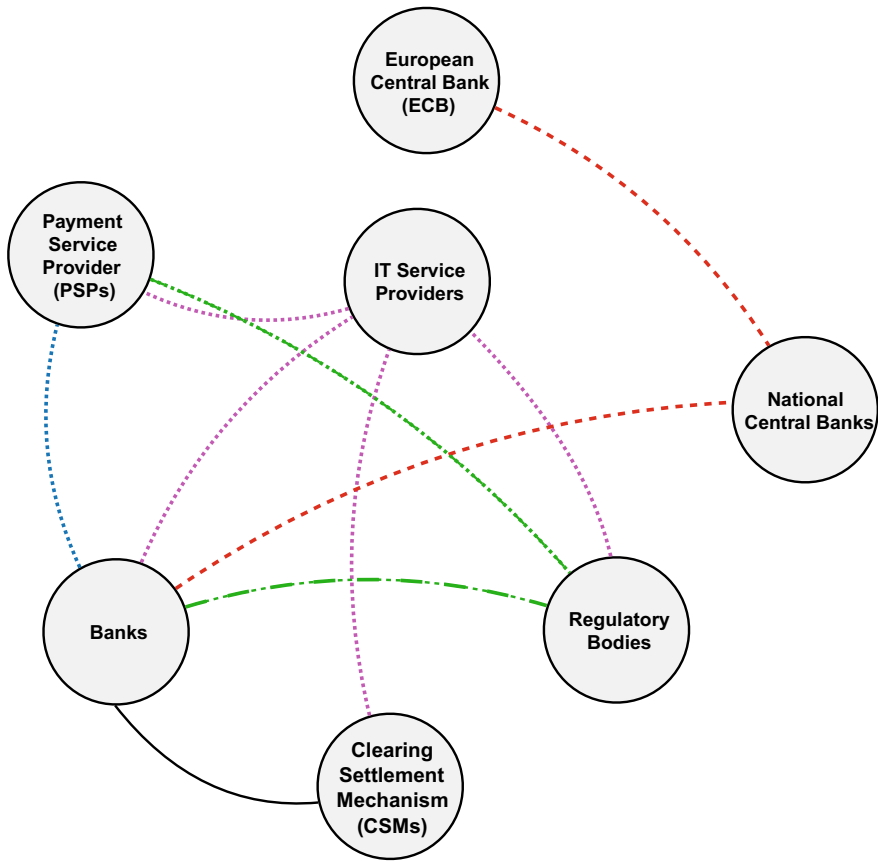 European
Central Bank
(ECB)
Payment
Service
Provider
(PSPs)
IT Service
Providers
National
Central Banks
Banks
Regulatory
Bodies
Clearing
Settlement
Mechanism
(CSMs)